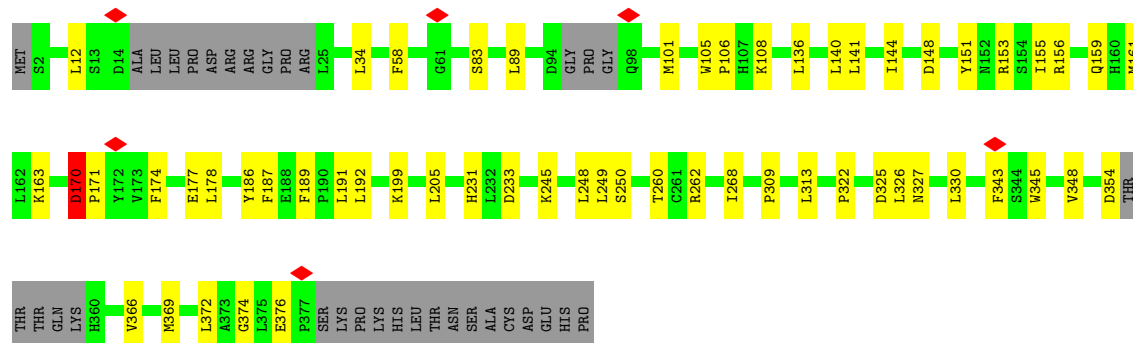 MET S2 L12 S13 D14 ALA LEU LEU PRO ASP ARG ARG GLY PRO ARG L25 L34 F58 G61 S83 L89 D94 GLY PRO GLY Q98 M101 W105 P106 H107 K108 L136 L140 L141 I144 D148 Y151 N152 R153 S154 I155 R156 Q159 H160 M161
L162 K163 D170 P171 Y172 V173 F174 E177 L178 Y186 F187 E188 F189 P190 L191 L192 K199 L205 H231 L232 D233 K245 L248 L249 S250 T260 C261 R262 I268 P309 L313 P322 D325 L326 N327 L330 F343 S344 W345 V348 D354 THR
THR THR GLN LYS H360 V366 M369 L372 A373 G374 L375 E376 P377 SER LYS PRO LYS HIS LEU THR ASN SER ALA CYS ASP GLU HIS PRO